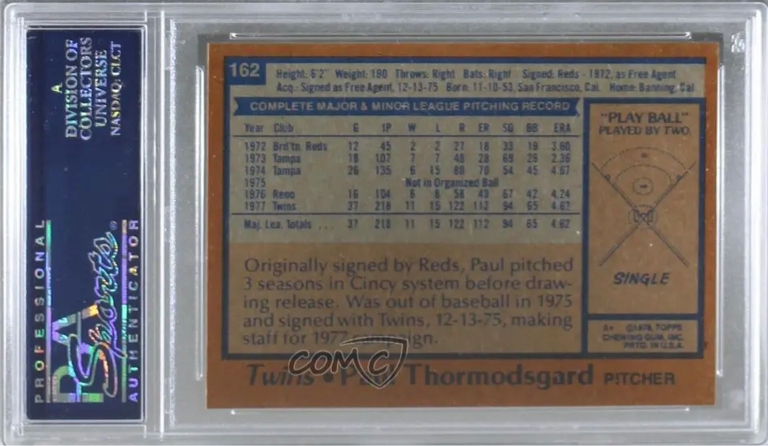 A
DIVISION OF
COLLECTORS
UNIVERSE
NASDAQ: CLCT
PROFESSIONAL
PSA
Sports
AUTHENTICATOR
162
Height: 6'2" Weight: 190 Throws: Right Bats: Right Signed: Reds - 1972, as Free Agent
Acq: Signed as Free Agent, 12-13-75 Born: 11-10-53, San Francisco, Cal. Home: Banning, Cal
COMPLETE MAJOR & MINOR LEAGUE PITCHING RECORD
Year Club G IP W L R ER SO BB ERA
1972 Brd'tn. Reds 12 45 2 2 27 18 33 19 3.60
1973 Tampa 18 107 7 7 40 28 69 29 2.36
1974 Tampa 26 135 6 15 88 70 54 45 4.67
1975 Not in Organized Ball
1976 Reno 16 104 6 8 58 49 67 42 4.24
1977 Twins 37 218 11 15 122 112 94 65 4.62
Maj. Lea. Totals ... 37 218 11 15 122 112 94 65 4.62
Originally signed by Reds, Paul pitched
3 seasons in Cincy system before draw-
ing release. Was out of baseball in 1975
and signed with Twins, 12-13-75, making
staff for 1977 campaign.
"PLAY BALL"
PLAYED BY TWO
SINGLE
©1978, TOPPS
CHEWING GUM, INC.
PRTD. IN U.S.A.
COMC
Twins • Paul Thormodsgard PITCHER